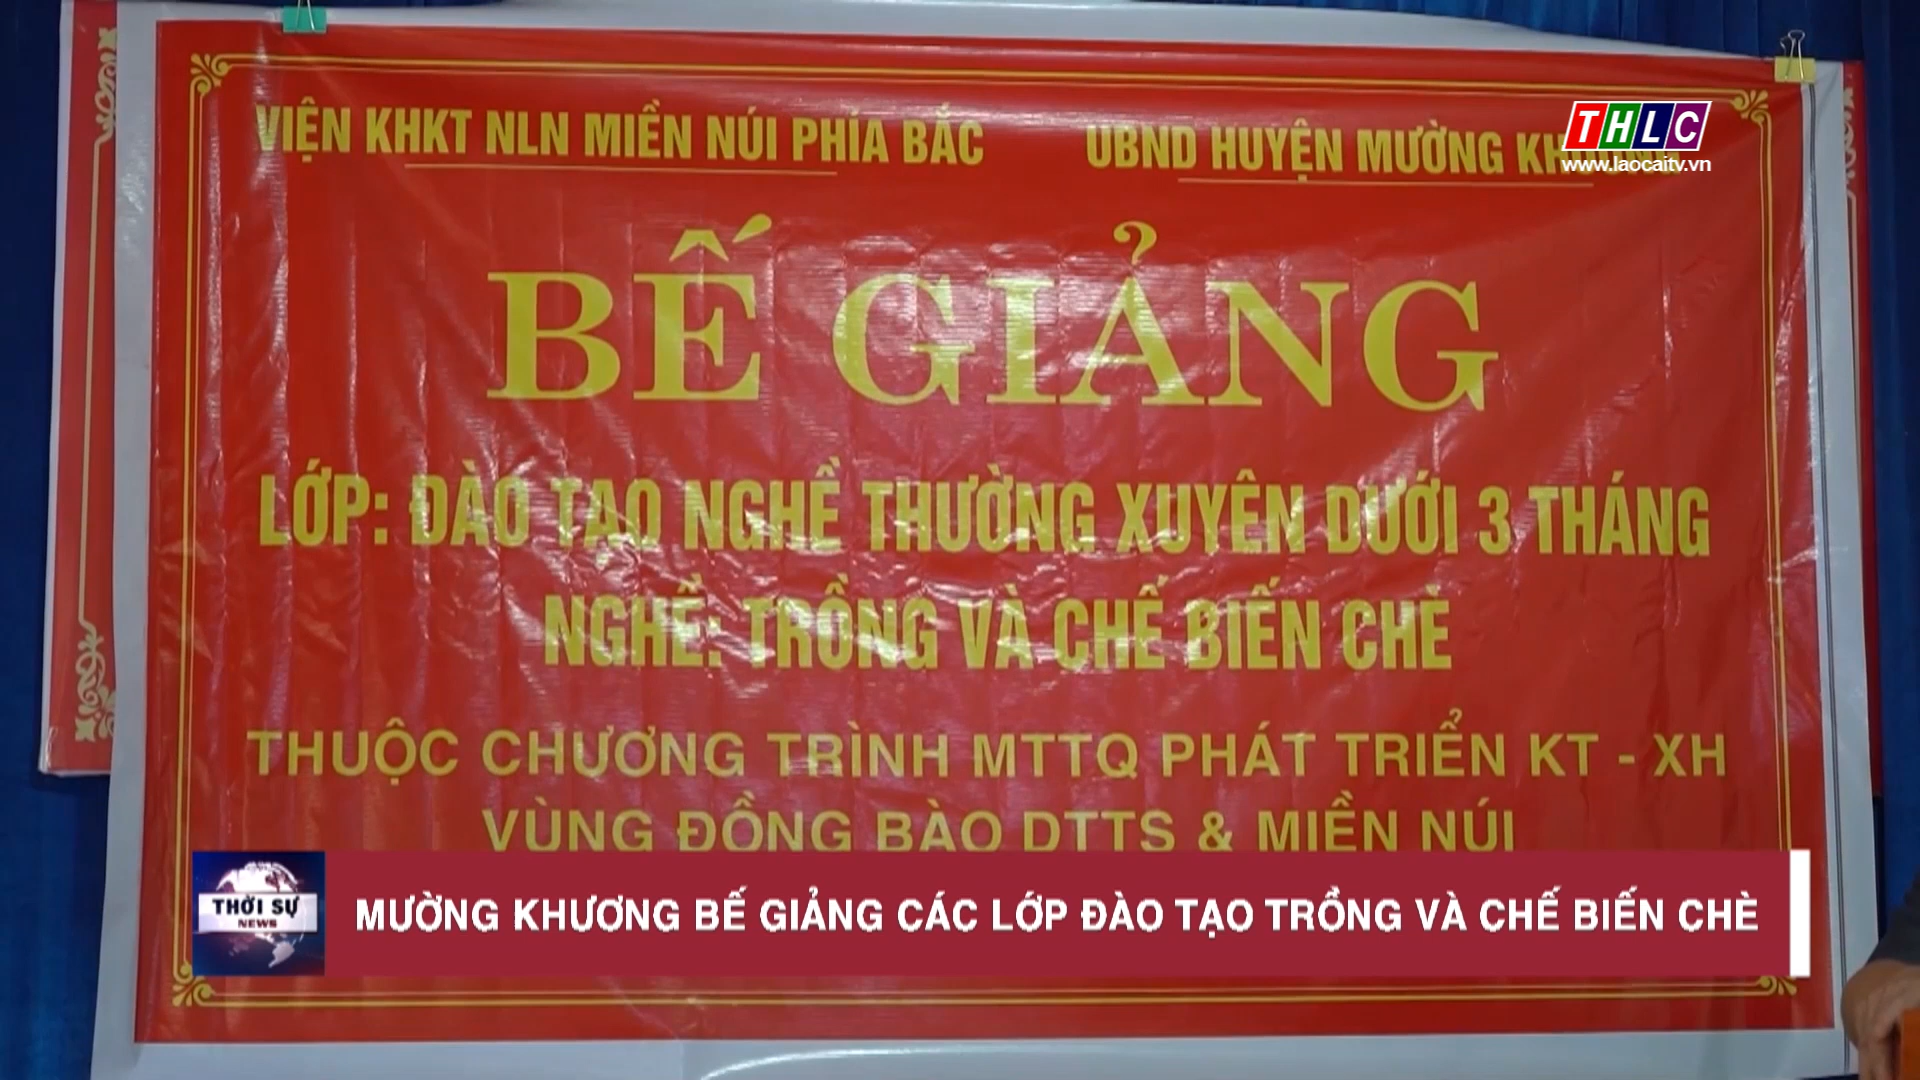 VIỆN KHKT NLN MIỀN NÚI PHÍA BẮC
UBND HUYỆN MƯỜNG
THLC
www.laocaitv.vn
BẾ GIẢNG
LỚP: ĐÀO TẠO NGHỀ THƯỜNG XUYÊN DƯỚI 3 THÁNG
NGHỀ: TRỒNG VÀ CHẾ BIẾN CHÈ
THUỘC CHƯƠNG TRÌNH MTTQ PHÁT TRIỂN KT - XH
VÙNG ĐỒNG BÀO DTTS & MIỀN NÚI
THỜI SỰ
NEWS
MƯỜNG KHƯƠNG BẾ GIẢNG CÁC LỚP ĐÀO TẠO TRỒNG VÀ CHẾ BIẾN CHÈ